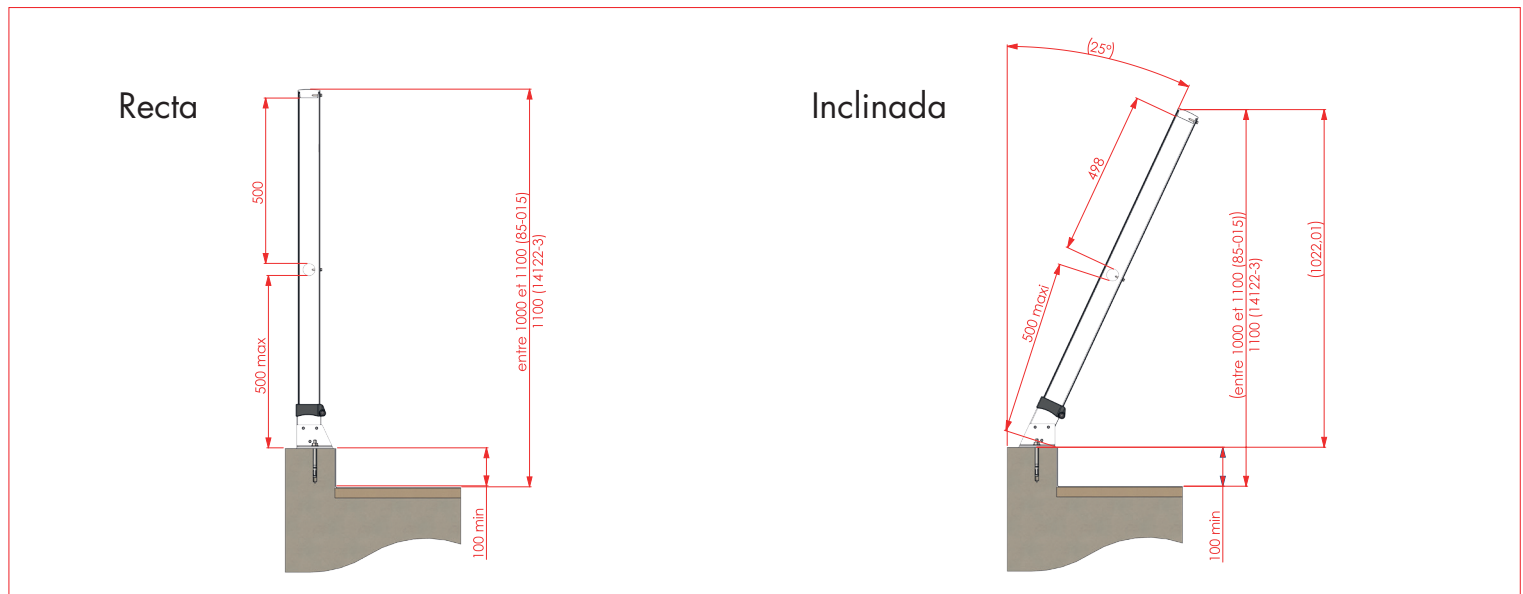 Recta
500
500 max
entre 1000 et 1100 (85-015)
1100 (14122-3)
100 min
Inclinada
(25°)
498
500 maxi
(entre 1000 et 1100 (85-015))
1100 (14122-3)
(1022.01)
100 min